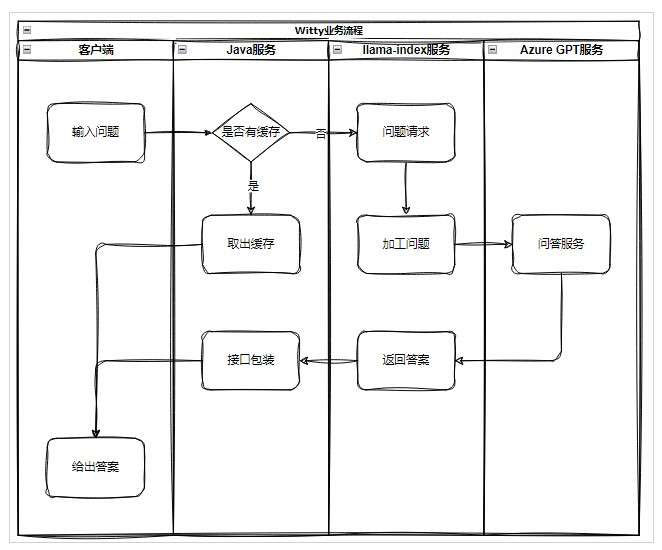 Witty业务流程
客户端
Java服务
llama-index服务
Azure GPT服务
输入问题
是否有缓存
否
问题请求
是
取出缓存
加工问题
问答服务
接口包装
返回答案
给出答案